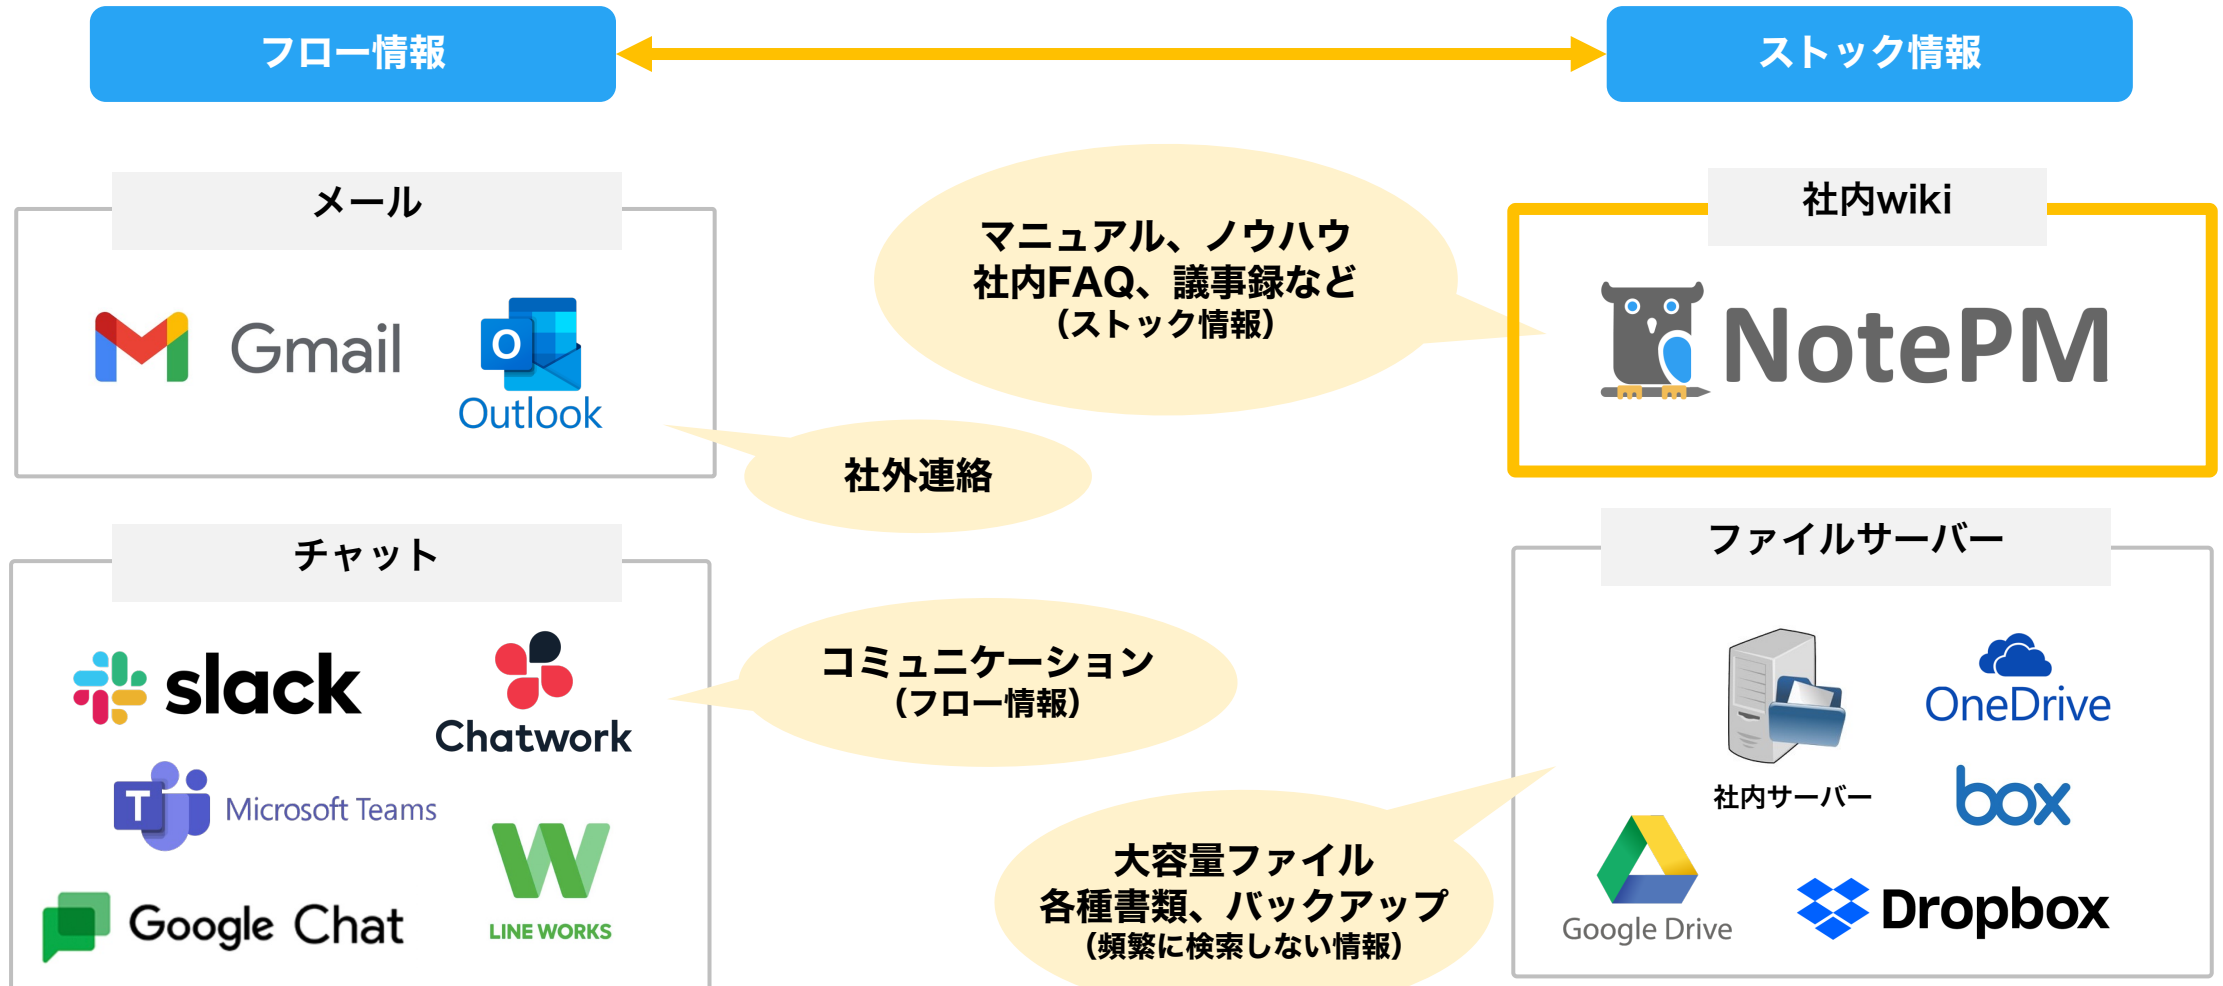 フロー情報
ストック情報
メール
Gmail
Outlook
社外連絡
マニュアル、ノウハウ
社内FAQ、議事録など
（ストック情報）
社内wiki
NotePM
チャット
slack
Chatwork
T
Microsoft Teams
LINE WORKS
Google Chat
コミュニケーション
（フロー情報）
ファイルサーバー
社内サーバー
OneDrive
box
Google Drive
Dropbox
大容量ファイル
各種書類、バックアップ
（頻繁に検索しない情報）